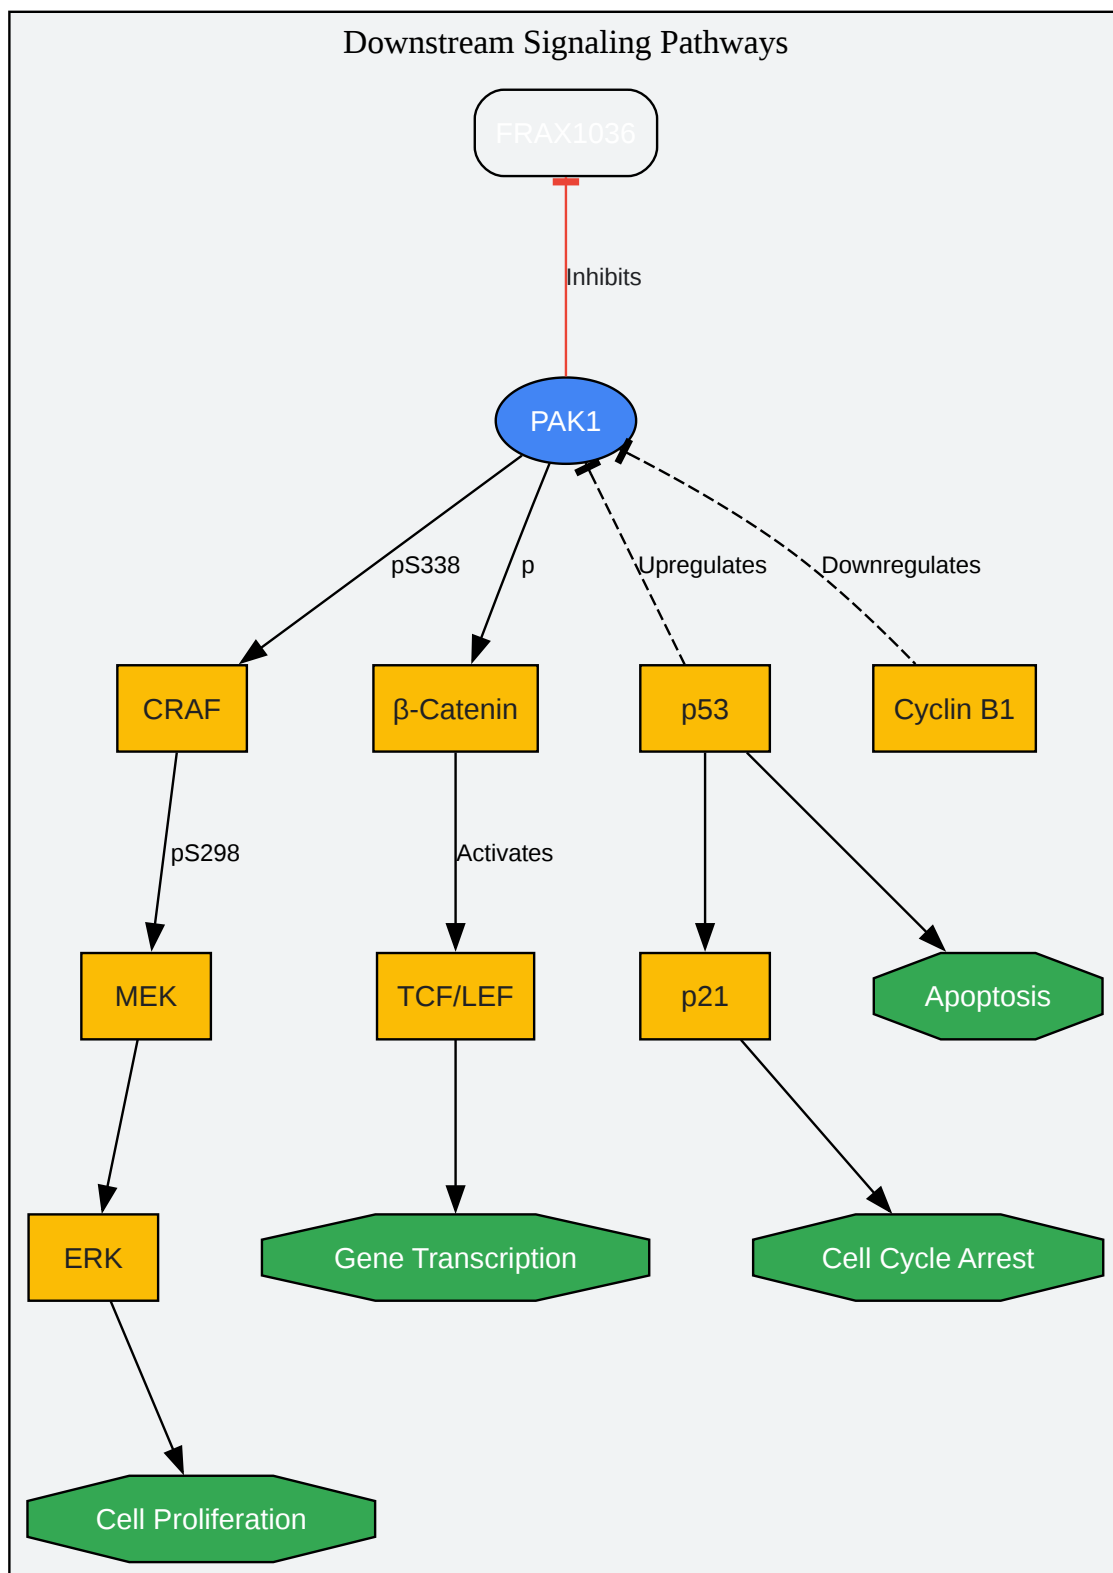 Downstream Signaling Pathways
FRAX1036
Inhibits
PAK1
pS338
p
Upregulates
Downregulates
CRAF
β-Catenin
p53
Cyclin B1
pS298
Activates
MEK
TCF/LEF
p21
Apoptosis
ERK
Gene Transcription
Cell Cycle Arrest
Cell Proliferation